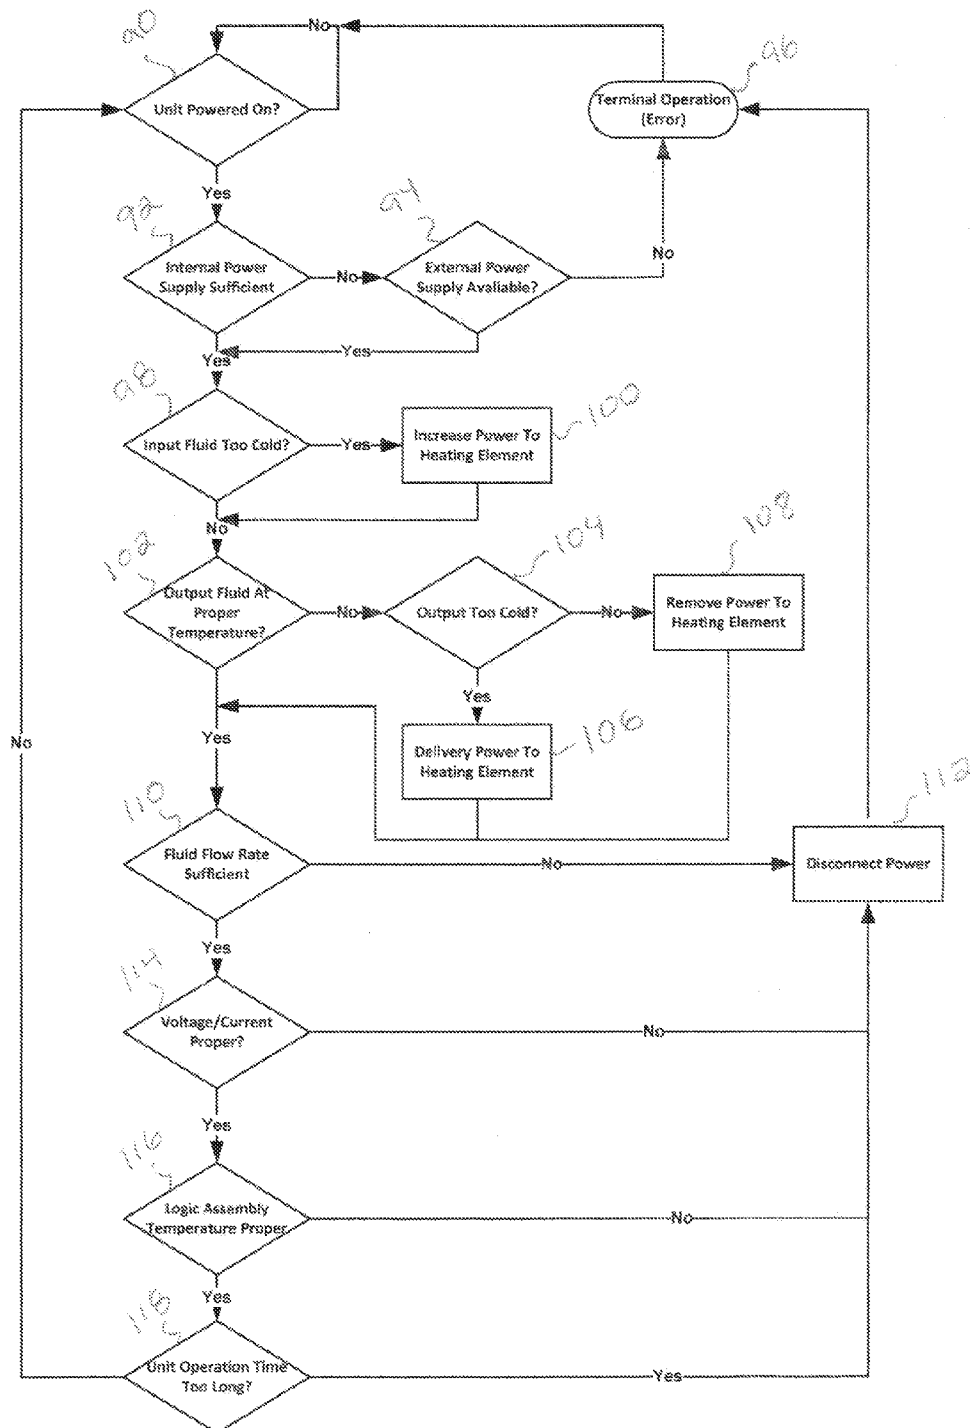 No
90
Unit Powered On?
96
Terminal Operation
(Error)
Yes
92
Internal Power
Supply Sufficient
No
94
External Power
Supply Avaliable?
No
Yes
Yes
98
Input Fluid Too Cold?
Yes
Increase Power To
Heating Element
100
No
102
Output Fluid At
Proper
Temperature?
No
Output Too Cold?
104
No
Remove Power To
Heating Element
108
Yes
Yes
Delivery Power To
Heating Element
106
No
110
Fluid Flow Rate
Sufficient
No
Disconnect Power
112
Yes
114
Voltage/Current
Proper?
No
Yes
116
Logic Assembly
Temperature Proper
No
Yes
118
Unit Operation Time
Too Long?
Yes